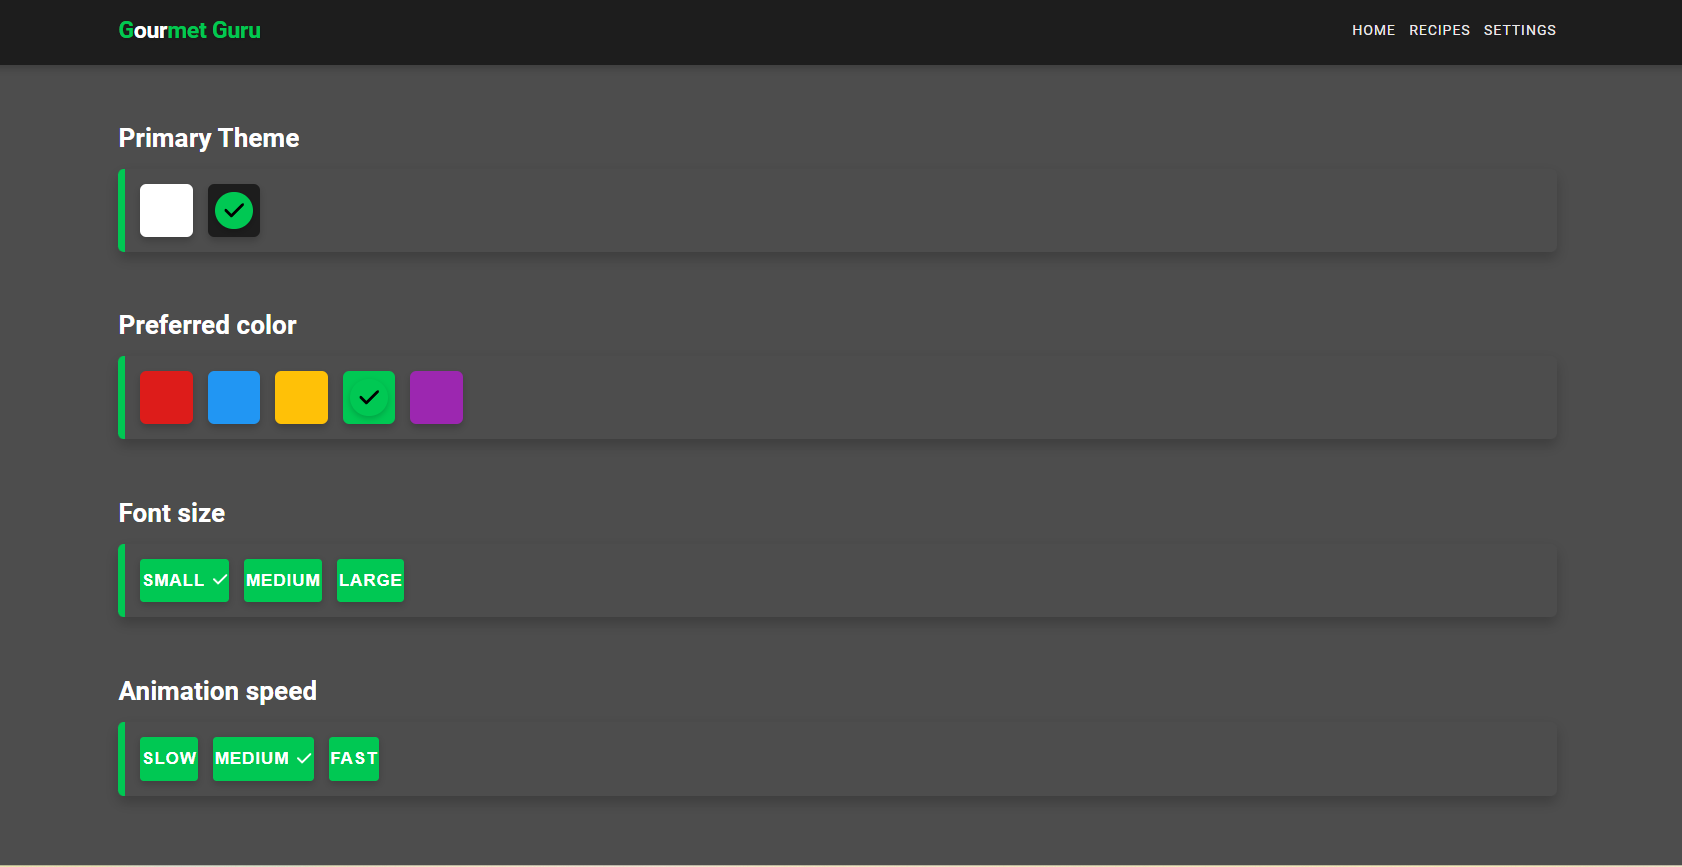 Gourmet Guru
HOME RECIPES SETTINGS
Primary Theme
Preferred color
Font size
SMALL MEDIUM LARGE
Animation speed
SLOW MEDIUM FAST